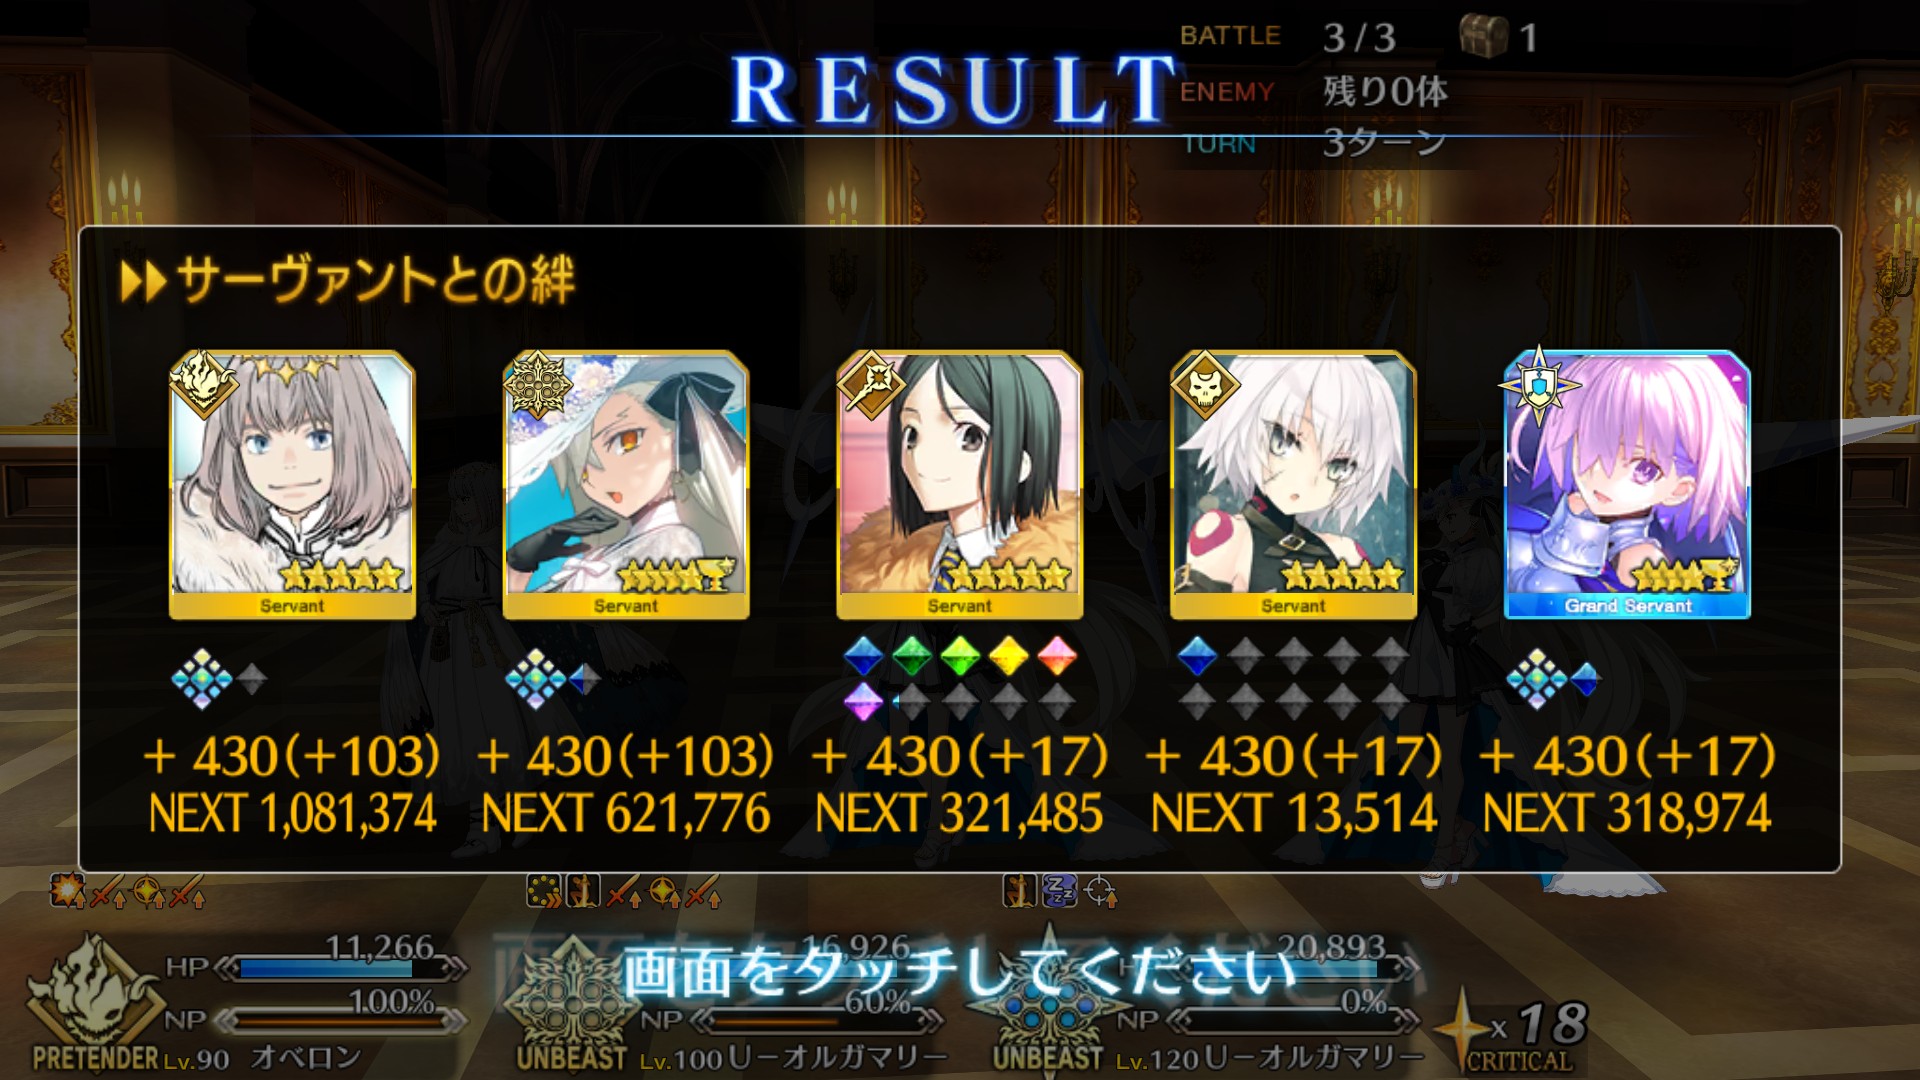 BATTLE 3/3 1
RESULT
ENEMY 残り0体
TURN 3ターン
サーヴァントとの絆
Servant Servant Servant Servant Grand Servant
+ 430(+103) + 430(+103) + 430(+17) + 430(+17) + 430(+17)
NEXT 1,081,374 NEXT 621,776 NEXT 321,485 NEXT 13,514 NEXT 318,974
画面をタッチしてください
HP 11,266 16,926 20,893
NP 100% NP 60% NP 0%
x 18
CRITICAL
PRETENDER Lv.90 オベロン UNBEAST Lv.100 U-オルガマリー UNBEAST Lv.120 U-オルガマリー